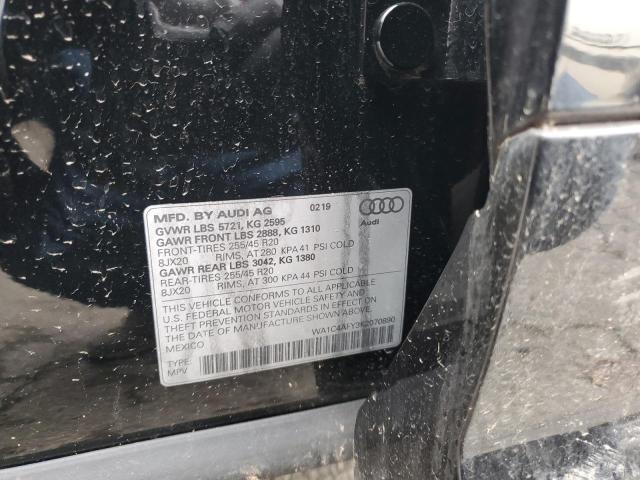 MFD. BY AUDI AG 0219
GVWR LBS 5721, KG 2595
GAWR FRONT LBS 2888, KG 1310
FRONT-TIRES 255/45 R20
8JX20 RIMS, AT 280 KPA 41 PSI COLD
GAWR REAR LBS 3042, KG 1380
REAR-TIRES 255/45 R20
8JX20 RIMS, AT 300 KPA 44 PSI COLD
THIS VEHICLE CONFORMS TO ALL APPLICABLE
U.S. FEDERAL MOTOR VEHICLE SAFETY AND
THEFT PREVENTION STANDARDS IN EFFECT ON
THE DATE OF MANUFACTURE SHOWN ABOVE.
MEXICO
WA1C4AFY3K2070890
TYPE:
MPV
Audi